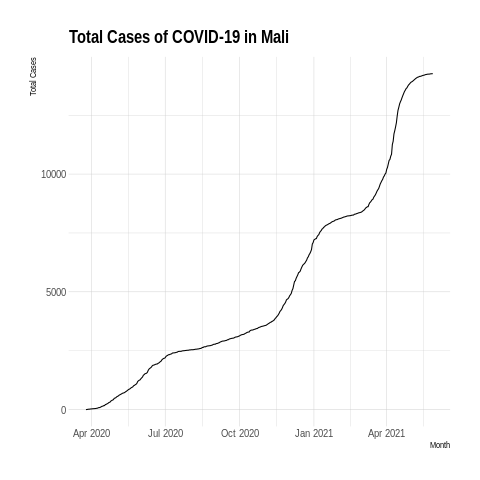 Total Cases of COVID-19 in Mali
Total Cases
10000
5000
0
Apr 2020 Jul 2020 Oct 2020 Jan 2021 Apr 2021
Month